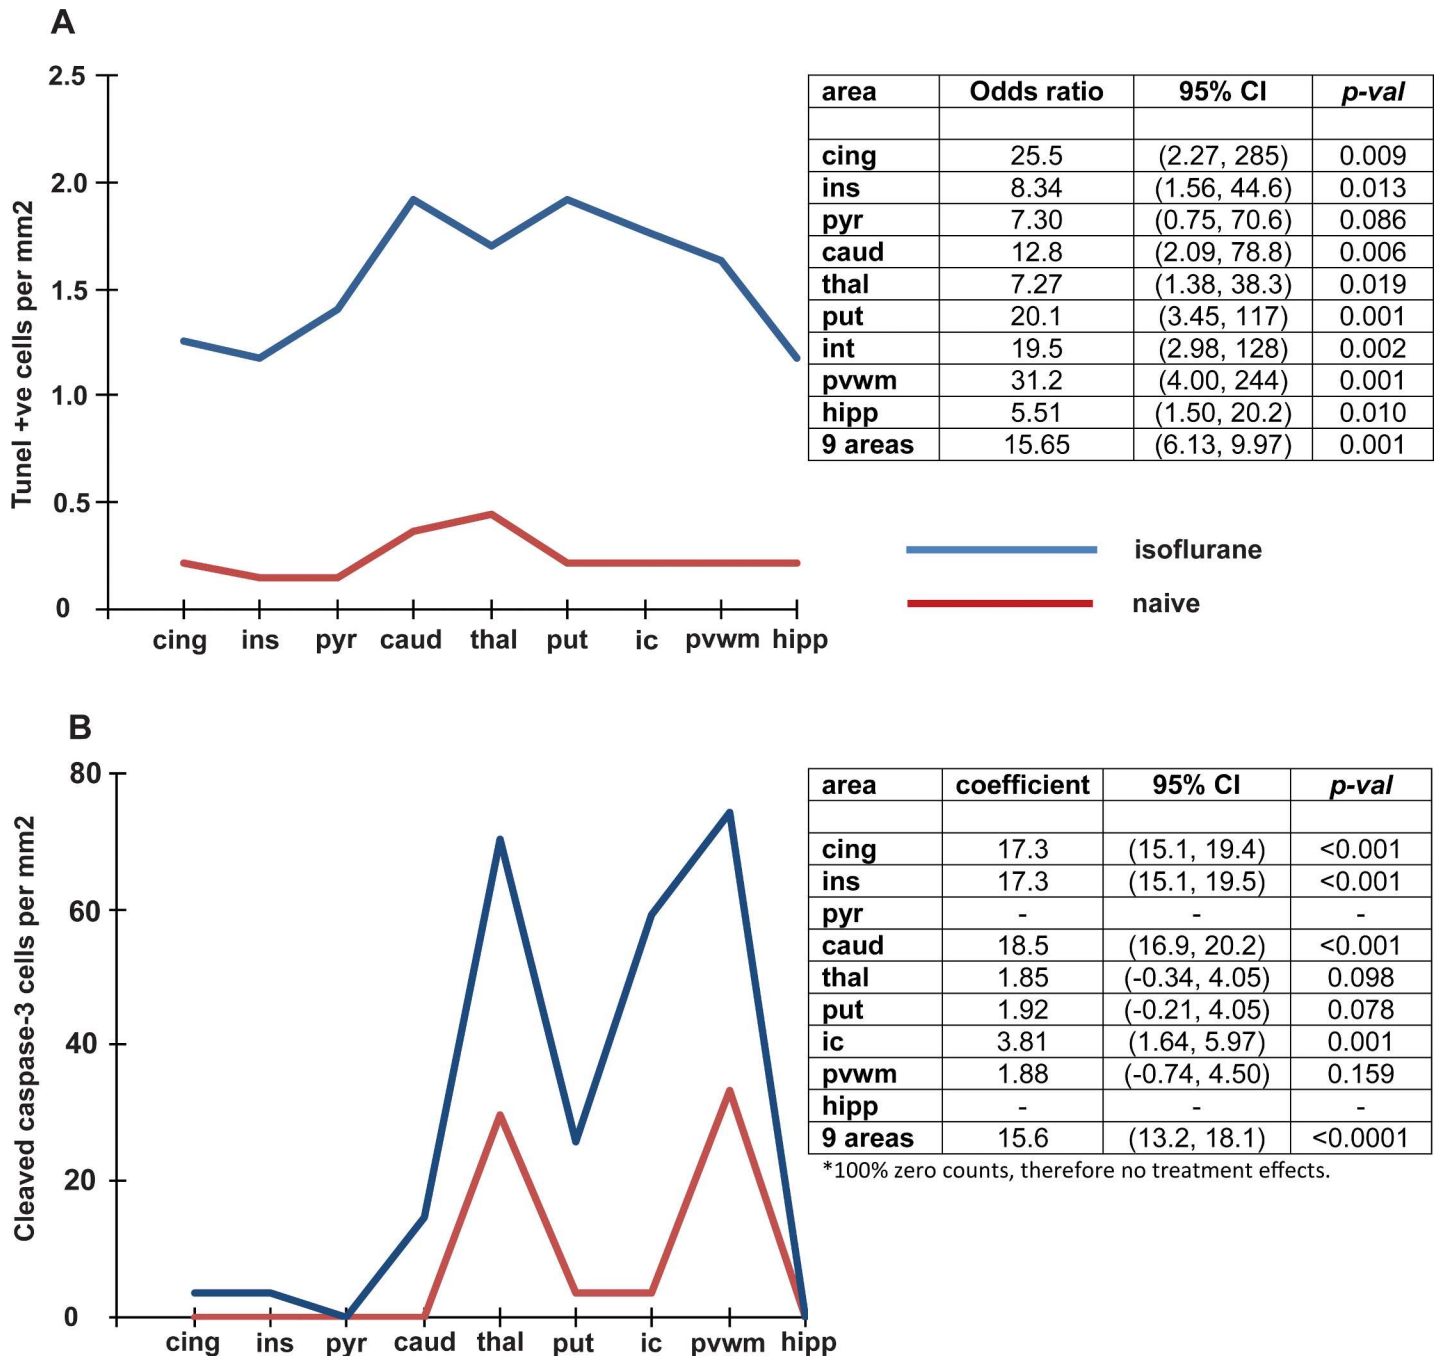 A
Tunel +ve cells per mm2
2.5
2.0
1.5
1.0
0.5
0
cing ins pyr caud thal put ic pvwm hipp
area Odds ratio 95% CI p-val
cing 25.5 (2.27, 285) 0.009
ins 8.34 (1.56, 44.6) 0.013
pyr 7.30 (0.75, 70.6) 0.086
caud 12.8 (2.09, 78.8) 0.006
thal 7.27 (1.38, 38.3) 0.019
put 20.1 (3.45, 117) 0.001
int 19.5 (2.98, 128) 0.002
pvwm 31.2 (4.00, 244) 0.001
hipp 5.51 (1.50, 20.2) 0.010
9 areas 15.65 (6.13, 9.97) 0.001
isoflurane
naive
B
Cleaved caspase-3 cells per mm2
80
60
40
20
0
cing ins pyr caud thal put ic pvwm hipp
area coefficient 95% CI p-val
cing 17.3 (15.1, 19.4) <0.001
ins 17.3 (15.1, 19.5) <0.001
pyr - - -
caud 18.5 (16.9, 20.2) <0.001
thal 1.85 (-0.34, 4.05) 0.098
put 1.92 (-0.21, 4.05) 0.078
ic 3.81 (1.64, 5.97) 0.001
pvwm 1.88 (-0.74, 4.50) 0.159
hipp - - -
9 areas 15.6 (13.2, 18.1) <0.0001
*100% zero counts, therefore no treatment effects.